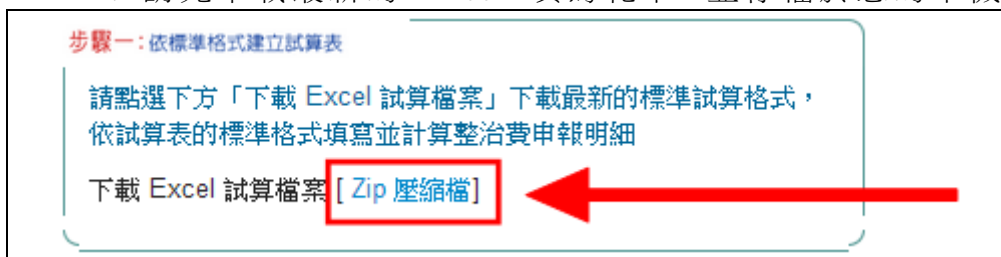 步驟一：依標準格式建立試算表
請點選下方「下載 Excel 試算檔案」下載最新的標準試算格式，
依試算表的標準格式填寫並計算整治費申報明細
下載 Excel 試算檔案 [ Zip 壓縮檔]